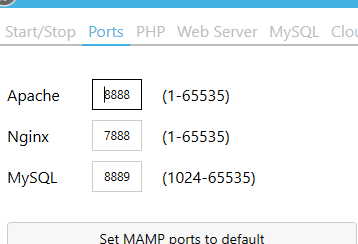 Start/Stop Ports PHP Web Server MySQL Clou
Apache 8888 (1-65535)
Nginx 7888 (1-65535)
MySQL 8889 (1024-65535)
Set MAMP ports to default